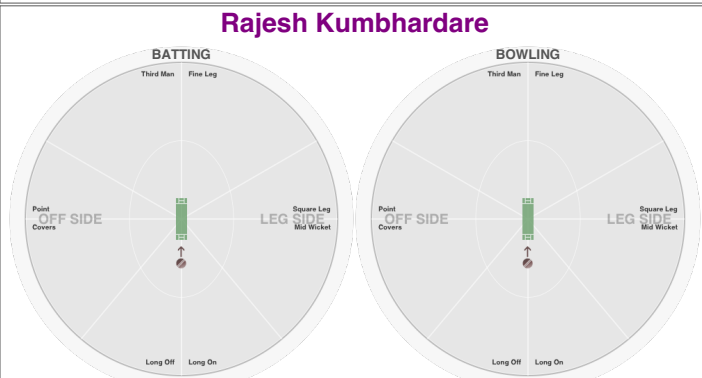 Rajesh Kumbhardare
BATTING
Third Man Fine Leg
Point
OFF SIDE
Covers
Square Leg
LEG SIDE
Mid Wicket
Long Off Long On
BOWLING
Third Man Fine Leg
Point
OFF SIDE
Covers
Square Leg
LEG SIDE
Mid Wicket
Long Off Long On